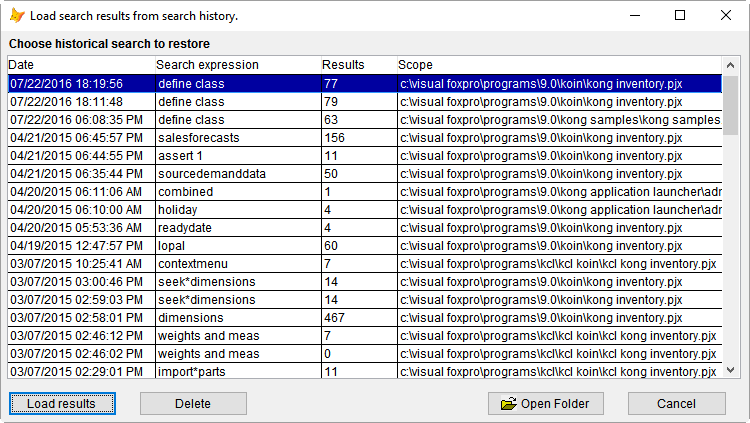 Load search results from search history.
Choose historical search to restore
Date Search expression Results Scope
07/22/2016 18:19:56 define class 77 c:\visual foxpro\programs\9.0\koin\kong inventory.pjx
07/22/2016 18:11:48 define class 79 c:\visual foxpro\programs\9.0\koin\kong inventory.pjx
07/22/2016 06:08:35 PM define class 63 c:\visual foxpro\programs\9.0\kong samples\kong samples
04/21/2015 06:45:57 PM salesforecasts 156 c:\visual foxpro\programs\9.0\koin\kong inventory.pjx
04/21/2015 06:44:55 PM assert 1 11 c:\visual foxpro\programs\9.0\koin\kong inventory.pjx
04/21/2015 06:35:44 PM sourcedemanddata 50 c:\visual foxpro\programs\9.0\koin\kong inventory.pjx
04/20/2015 06:11:06 AM combined 1 c:\visual foxpro\programs\9.0\kong application launcher\adr
04/20/2015 06:10:00 AM holiday 4 c:\visual foxpro\programs\9.0\kong application launcher\adr
04/20/2015 05:53:36 AM readydate 4 c:\visual foxpro\programs\9.0\koin\kong inventory.pjx
04/19/2015 12:47:57 PM lopal 60 c:\visual foxpro\programs\9.0\koin\kong inventory.pjx
03/07/2015 10:25:41 AM contextmenu 7 c:\visual foxpro\programs\kcl\kcl koin\kcl kong inventory.pjx
03/07/2015 03:00:46 PM seek*dimensions 14 c:\visual foxpro\programs\9.0\koin\kong inventory.pjx
03/07/2015 02:59:03 PM seek*dimensions 14 c:\visual foxpro\programs\9.0\koin\kong inventory.pjx
03/07/2015 02:58:01 PM dimensions 467 c:\visual foxpro\programs\9.0\koin\kong inventory.pjx
03/07/2015 02:46:12 PM weights and meas 7 c:\visual foxpro\programs\kcl\kcl koin\kcl kong inventory.pjx
03/07/2015 02:46:02 PM weights and meas 0 c:\visual foxpro\programs\kcl\kcl koin\kcl kong inventory.pjx
03/07/2015 02:29:01 PM import*parts 11 c:\visual foxpro\programs\kcl\kcl koin\kcl kong inventory.pjx
Load results Delete Open Folder Cancel